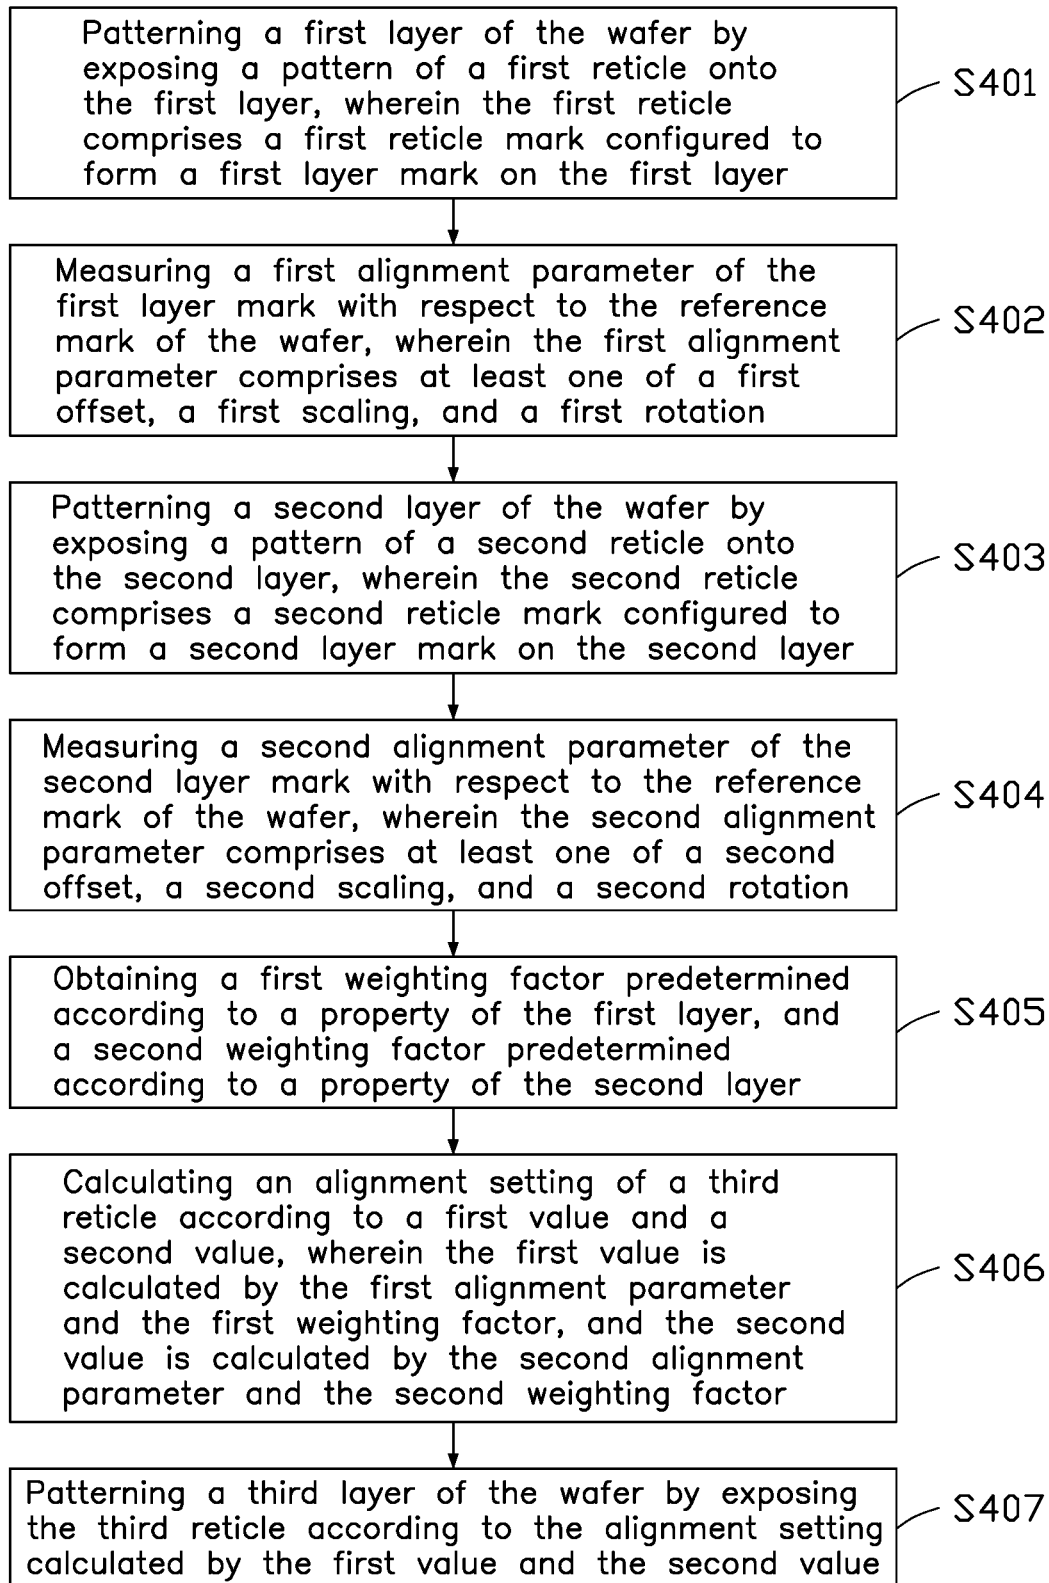 Patterning a first layer of the wafer by
exposing a pattern of a first reticle onto
the first layer, wherein the first reticle
comprises a first reticle mark configured to
form a first layer mark on the first layer
S401
Measuring a first alignment parameter of the
first layer mark with respect to the reference
mark of the wafer, wherein the first alignment
parameter comprises at least one of a first
offset, a first scaling, and a first rotation
S402
Patterning a second layer of the wafer by
exposing a pattern of a second reticle onto
the second layer, wherein the second reticle
comprises a second reticle mark configured to
form a second layer mark on the second layer
S403
Measuring a second alignment parameter of the
second layer mark with respect to the reference
mark of the wafer, wherein the second alignment
parameter comprises at least one of a second
offset, a second scaling, and a second rotation
S404
Obtaining a first weighting factor predetermined
according to a property of the first layer, and
a second weighting factor predetermined
according to a property of the second layer
S405
Calculating an alignment setting of a third
reticle according to a first value and a
second value, wherein the first value is
calculated by the first alignment parameter
and the first weighting factor, and the second
value is calculated by the second alignment
parameter and the second weighting factor
S406
Patterning a third layer of the wafer by exposing
the third reticle according to the alignment setting
calculated by the first value and the second value
S407